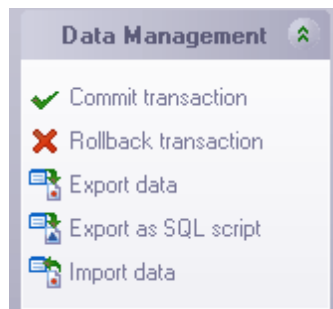 Data Management
Commit transaction
Rollback transaction
Export data
Export as SQL script
Import data